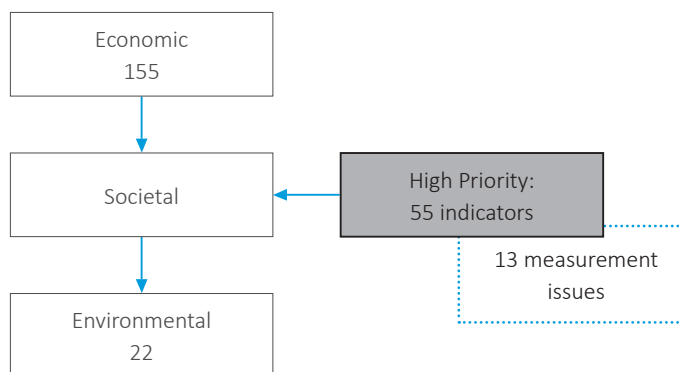 Economic
155
Societal
High Priority:
55 indicators
13 measurement
issues
Environmental
22